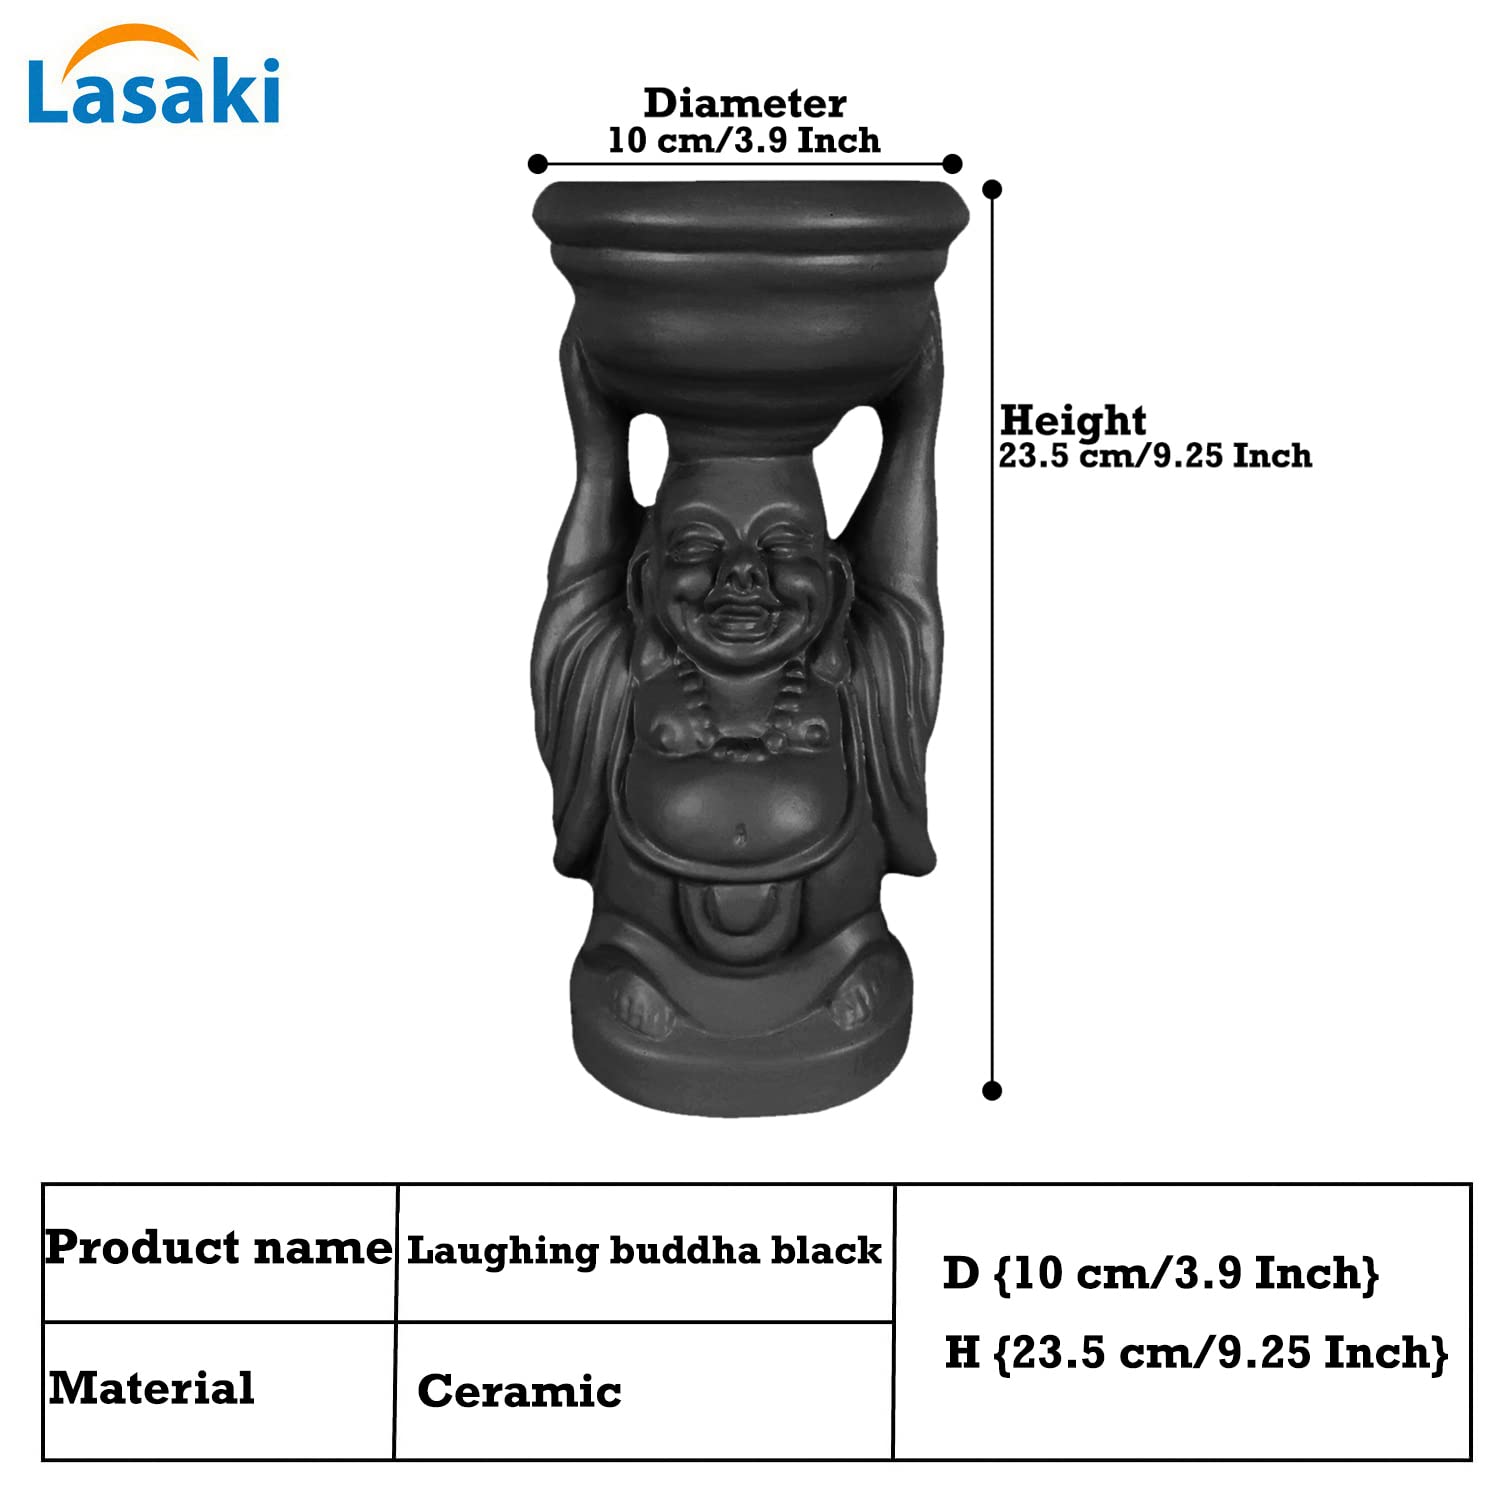 Lasaki
Diameter
10 cm/3.9 Inch
Height
23.5 cm/9.25 Inch
Product name
Laughing buddha black
Material
Ceramic
D {10 cm/3.9 Inch}
H {23.5 cm/9.25 Inch}